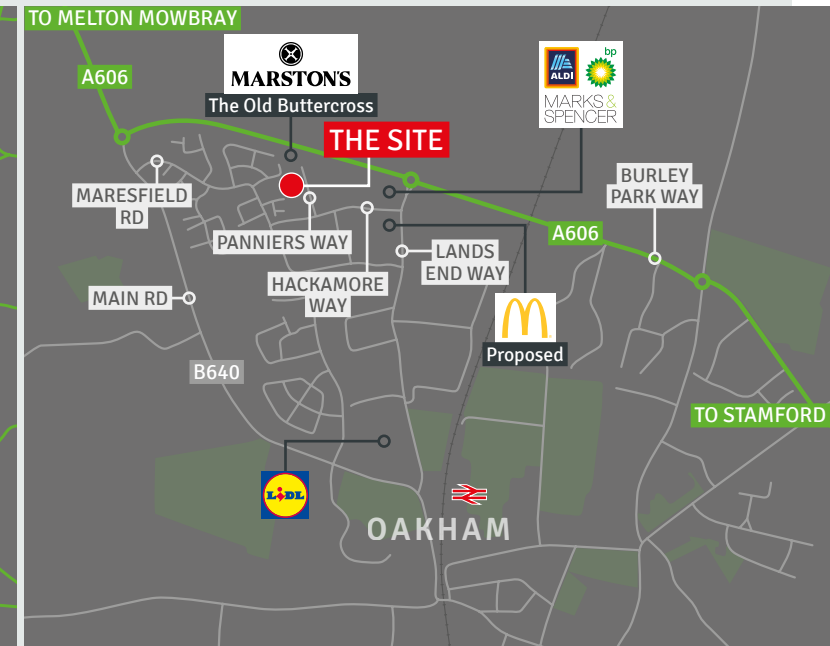 TO MELTON MOWBRAY
A606
MARSTON'S
The Old Buttercross
THE SITE
ALDI
bp
MARKS&
SPENCER
MARESFIELD
RD
PANNIERS WAY
BURLEY
PARK WAY
A606
LANDS
END WAY
HACKAMORE
WAY
MAIN RD
Proposed
B640
TO STAMFORD
LIDL
OAKHAM